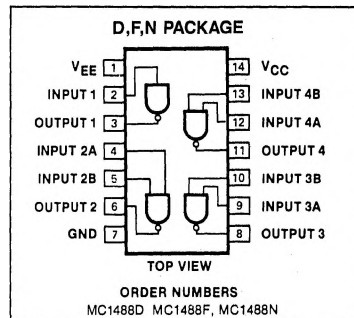 D,F,N PACKAGE
VEE 1 14 VCC
INPUT 1 2 13 INPUT 4B
OUTPUT 1 3 12 INPUT 4A
INPUT 2A 4 11 OUTPUT 4
INPUT 2B 5 10 INPUT 3B
OUTPUT 2 6 9 INPUT 3A
GND 7 8 OUTPUT 3
TOP VIEW
ORDER NUMBERS
MC1488D MC1488F, MC1488N